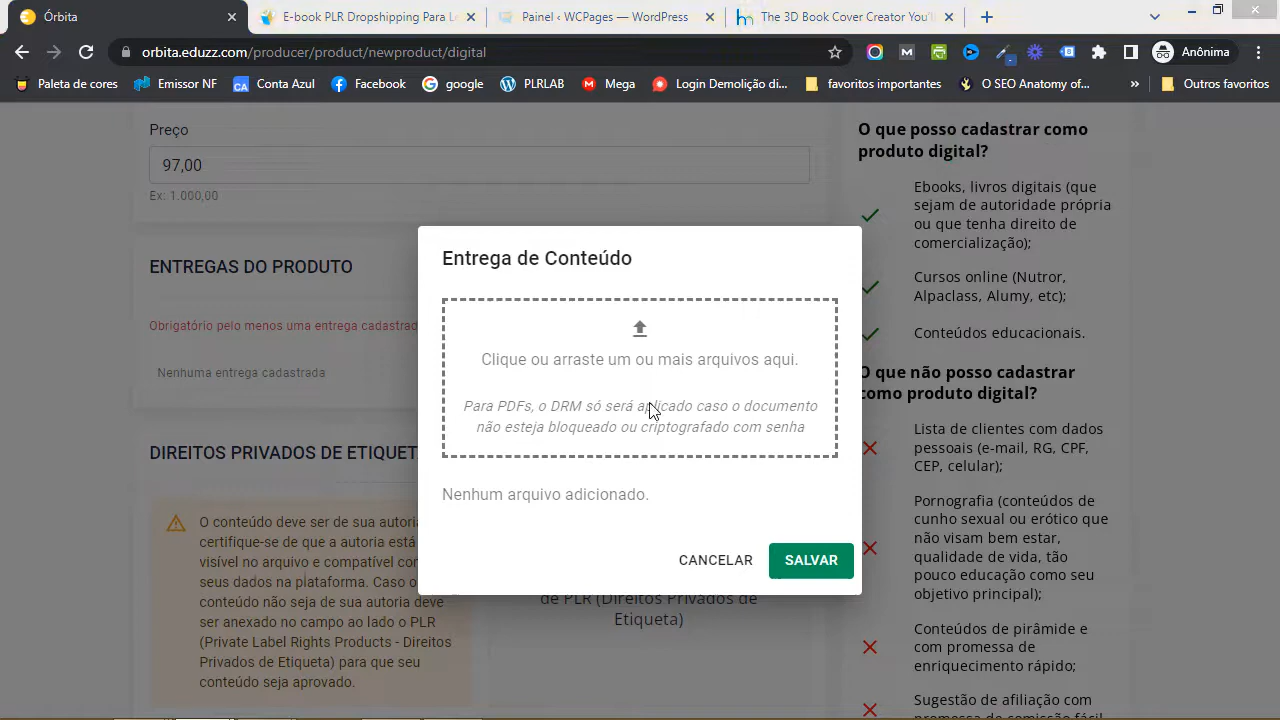 Órbita
E-book PLR Dropshipping Para L
Painel ‹ WCPages — WordPress
The 3D Book Cover Creator You'l
orbita.eduzz.com/producer/product/newproduct/digital
Anônima
Paleta de cores
Emissor NF
Conta Azul
Facebook
google
PLRLAB
Mega
Login Demolição di...
favoritos importantes
O SEO Anatomy of...
»
Outros favoritos
Preço
97,00
Ex: 1.000,00
ENTREGAS DO PRODUTO
Obrigatório pelo menos uma entrega cadastrad
Nenhuma entrega cadastrada
DIREITOS PRIVADOS DE ETIQUET
O conteúdo deve ser de sua autoria
certifique-se de que a autoria está
visível no arquivo e compatível com
seus dados na plataforma. Caso o
conteúdo não seja de sua autoria deve
ser anexado no campo ao lado o PLR
(Private Label Rights Products - Direitos
Privados de Etiqueta) para que seu
conteúdo seja aprovado.
de PLR (Direitos Privados de
Etiqueta)
Entrega de Conteúdo
Clique ou arraste um ou mais arquivos aqui.
Para PDFs, o DRM só será aplicado caso o documento
não esteja bloqueado ou criptografado com senha
Nenhum arquivo adicionado.
CANCELAR
SALVAR
O que posso cadastrar como
produto digital?
Ebooks, livros digitais (que
sejam de autoridade própria
ou que tenha direito de
comercialização);
Cursos online (Nutror,
Alpaclass, Alumy, etc);
Conteúdos educacionais.
O que não posso cadastrar
como produto digital?
Lista de clientes com dados
pessoais (e-mail, RG, CPF,
CEP, celular);
Pornografia (conteúdos de
cunho sexual ou erótico que
não visam bem estar,
qualidade de vida, tão
pouco educação como seu
objetivo principal);
Conteúdos de pirâmide e
com promessa de
enriquecimento rápido;
Sugestão de afiliação com
promessa de comissão fácil